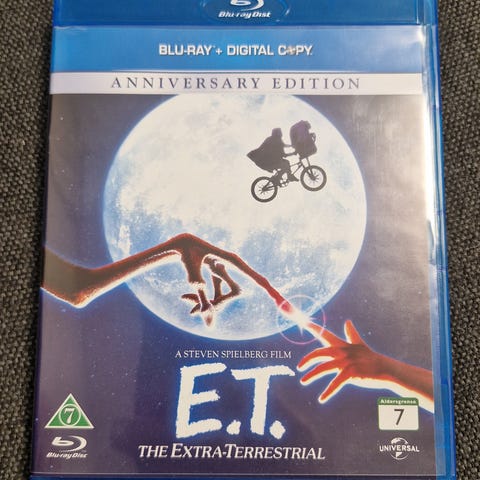 Blu-ray Disc
BLU-RAY™ + DIGITAL COPY
ANNIVERSARY EDITION
A STEVEN SPIELBERG FILM
E.T.
THE EXTRA-TERRESTRIAL
7
Blu-ray Disc
Aldersgrense
7
UNIVERSAL